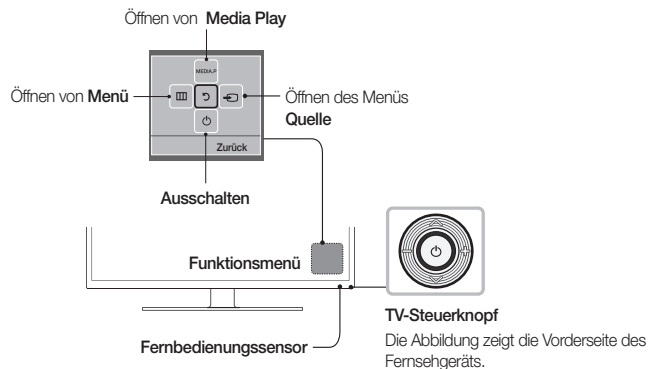 Öffnen von Media Play
MEDIA.P
Öffnen von Menü
Öffnen des Menüs
Quelle
Zurück
Ausschalten
Funktionsmenü
TV-Steuerknopf
Die Abbildung zeigt die Vorderseite des
Fernsehgeräts.
Fernbedienungssensor